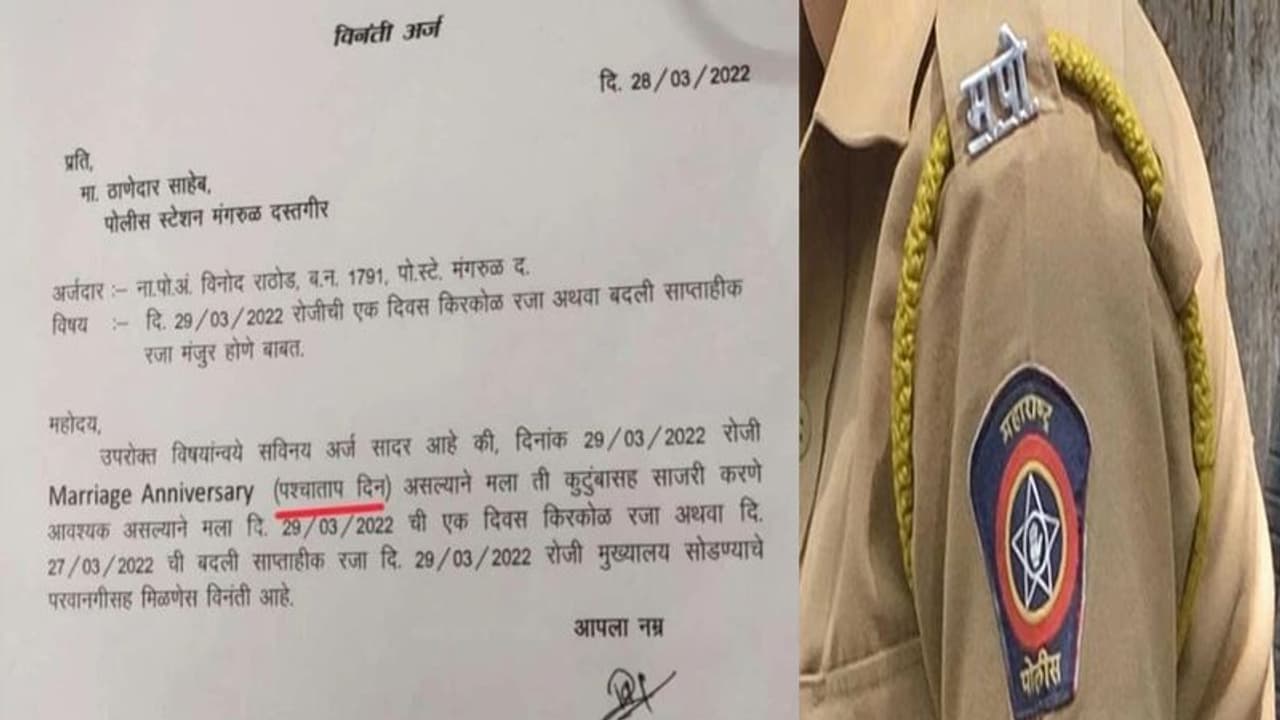 विनंती अर्ज
दि. 28/03/2022
प्रति,
मा. ठाणेदार साहेब,
पोलीस स्टेशन मंगरुळ दस्तगीर
अर्जदार :– ना.पो.अं. विनोद राठोड, ब.न. 1791, पो.स्टे. मंगरुळ द.
विषय :– दि. 29/03/2022 रोजीची एक दिवस किरकोळ रजा अथवा बदली साप्ताहीक
रजा मंजुर होणे बाबत.
महोदय,
उपरोक्त विषयांन्वये सविनय अर्ज सादर आहे की, दिनांक 29/03/2022 रोजी
Marriage Anniversary (पश्चाताप दिन) असल्याने मला ती कुटुंबासह साजरी करणे
आवश्यक असल्याने मला दि. 29/03/2022 ची एक दिवस किरकोळ रजा अथवा दि.
27/03/2022 ची बदली साप्ताहीक रजा दि. 29/03/2022 रोजी मुख्यालय सोडण्याचे
परवानगीसह मिळणेस विनंती आहे.
आपला नम्र
म पो
महाराष्ट्र
पोलीस